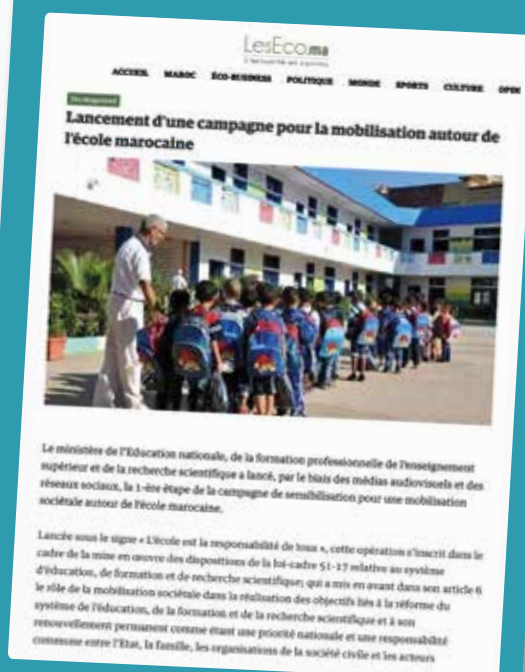 LesEco.ma
ACCUEIL MAROC ÉCO-BUSINESS POLITIQUE MONDE SPORTS CULTURE OPEN
Lancement d'une campagne pour la mobilisation autour de
l'école marocaine
Le ministère de l'Education nationale, de la formation professionnelle de l'enseignement
supérieur et de la recherche scientifique a lancé, par le biais des médias audiovisuels et des
réseaux sociaux, la 1-ère étape de la campagne de sensibilisation pour une mobilisation
sociétale autour de l'école marocaine.
Lancée sous le signe « L'école est la responsabilité de tous », cette opération s'inscrit dans le
cadre de la mise en œuvre des dispositions de la loi-cadre 51-17 relative au système
d'éducation, de formation et de recherche scientifique; qui a mis en avant dans son article 6
le rôle de la mobilisation sociétale dans la réalisation des objectifs liés à la réforme du
système de l'éducation, de la formation et de la recherche scientifique et à son
renouvellement permanent comme étant une priorité nationale et une responsabilité
commune entre l'Etat, la famille, les organisations de la société civile et les acteurs